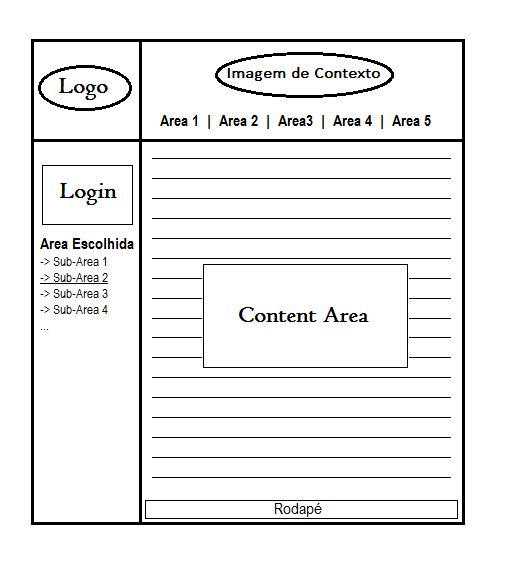 Logo
Imagem de Contexto
Area 1 | Area 2 | Area3 | Area 4 | Area 5
Login
Area Escolhida
-> Sub-Area 1
-> Sub-Area 2
-> Sub-Area 3
-> Sub-Area 4
...
Content Area
Rodapé